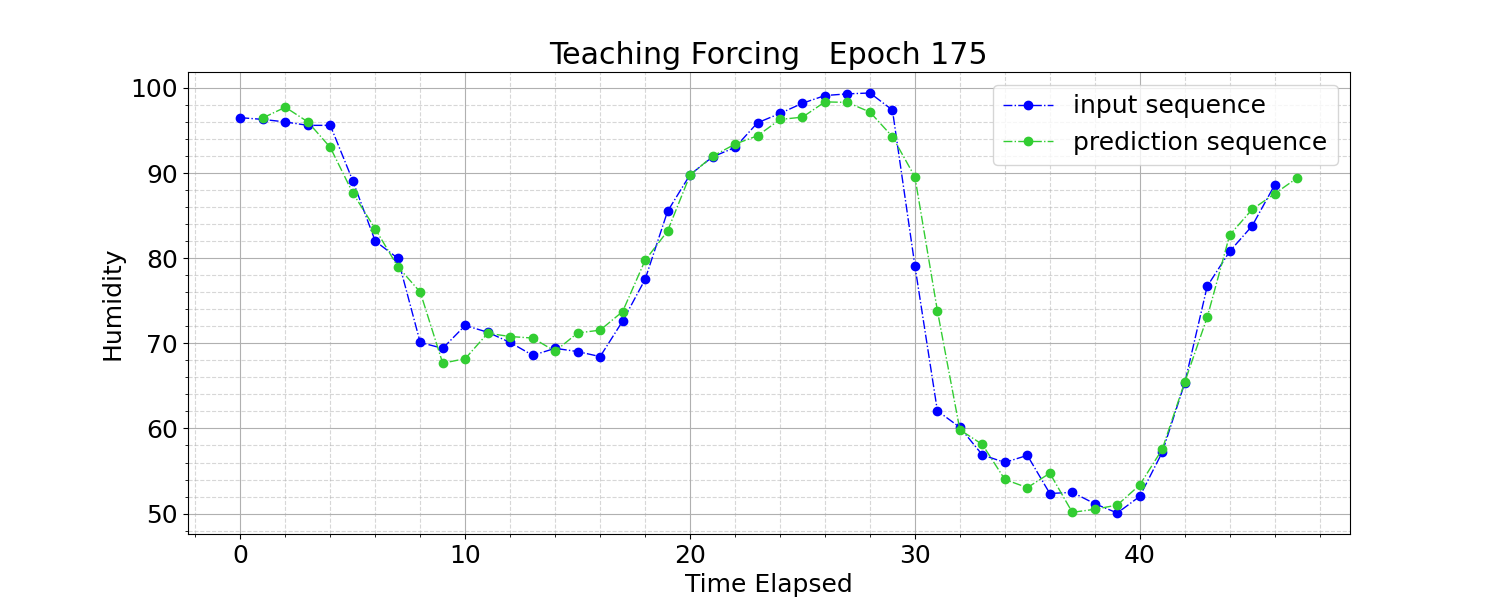 Teaching Forcing   Epoch 175
100
90
80
70
60
50
Humidity
input sequence
prediction sequence
0 10 20 30 40
Time Elapsed